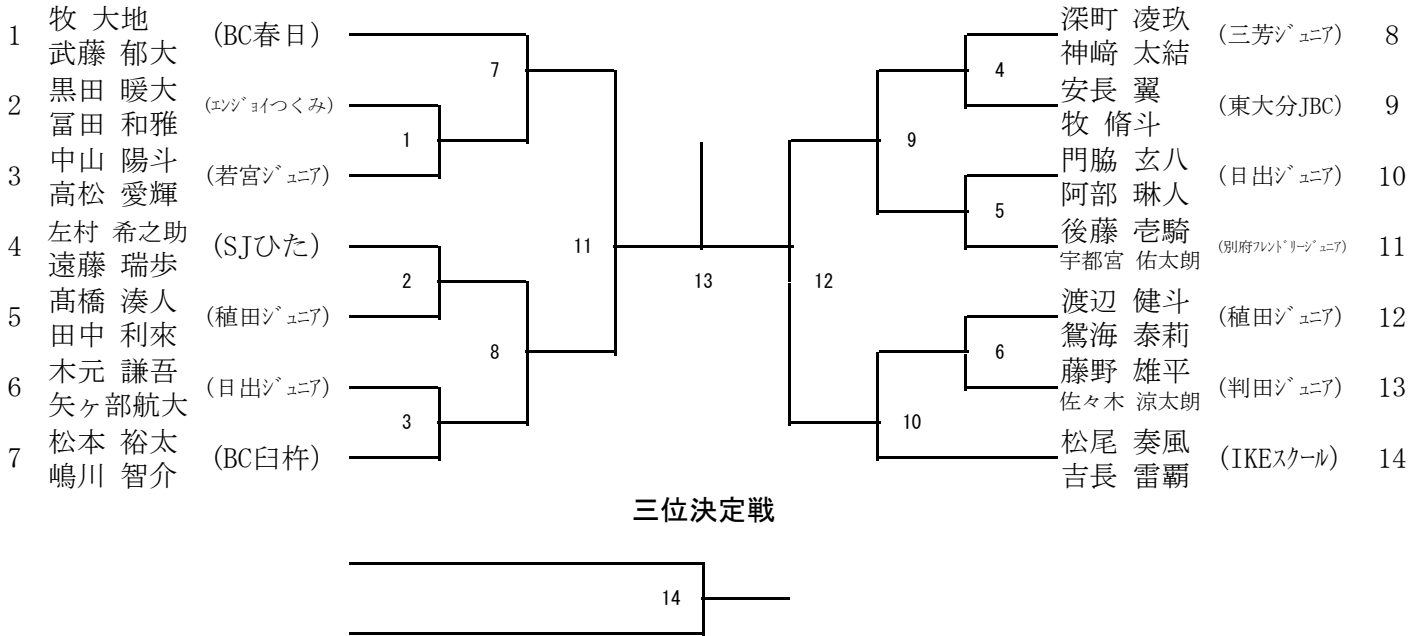 1 牧 大地 (BC春日)
武藤 郁大
2 黒田 暖大 (ｴﾝｼﾞｮｲつくみ)
冨田 和雅
3 中山 陽斗 (若宮ｼﾞｭﾆｱ)
高松 愛輝
4 左村 希之助 (SJひた)
遠藤 瑞歩
5 髙橋 湊人 (稙田ｼﾞｭﾆｱ)
田中 利來
6 木元 謙吾 (日出ｼﾞｭﾆｱ)
矢ヶ部航大
7 松本 裕太 (BC臼杵)
嶋川 智介
7
1
11
2
8
3
13
深町 凌玖 (三芳ｼﾞｭﾆｱ) 8
神﨑 太結
安長 翼 (東大分JBC) 9
牧 脩斗
門脇 玄八 (日出ｼﾞｭﾆｱ) 10
阿部 琳人
後藤 壱騎 (別府ﾌﾚﾝﾄﾞﾘｰｼﾞｭﾆｱ) 11
宇都宮 佑太朗
渡辺 健斗 (稙田ｼﾞｭﾆｱ) 12
鴛海 泰莉
藤野 雄平 (判田ｼﾞｭﾆｱ) 13
佐々木 涼太朗
松尾 奏風 (IKEｽｸｰﾙ) 14
吉長 雷覇
4
9
5
12
6
10
三位決定戦
14